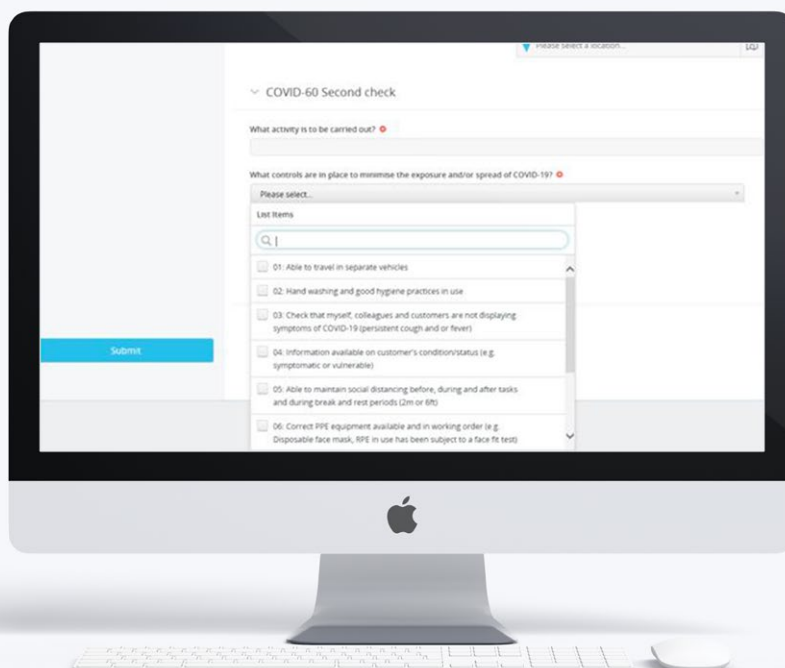 Please select a location...
COVID-60 Second check
What activity is to be carried out?
What controls are in place to minimise the exposure and/or spread of COVID-19?
Please select...
List Items
01: Able to travel in separate vehicles
02: Hand washing and good hygiene practices in use
03: Check that myself, colleagues and customers are not displaying
symptoms of COVID-19 (persistent cough and or fever)
04: Information available on customer's condition/status (e.g.
symptomatic or vulnerable)
Submit
05: Able to maintain social distancing before, during and after tasks
and during break and rest periods (2m or 6ft)
06: Correct PPE equipment available and in working order (e.g.
Disposable face mask, RPE in use has been subject to a face fit test)